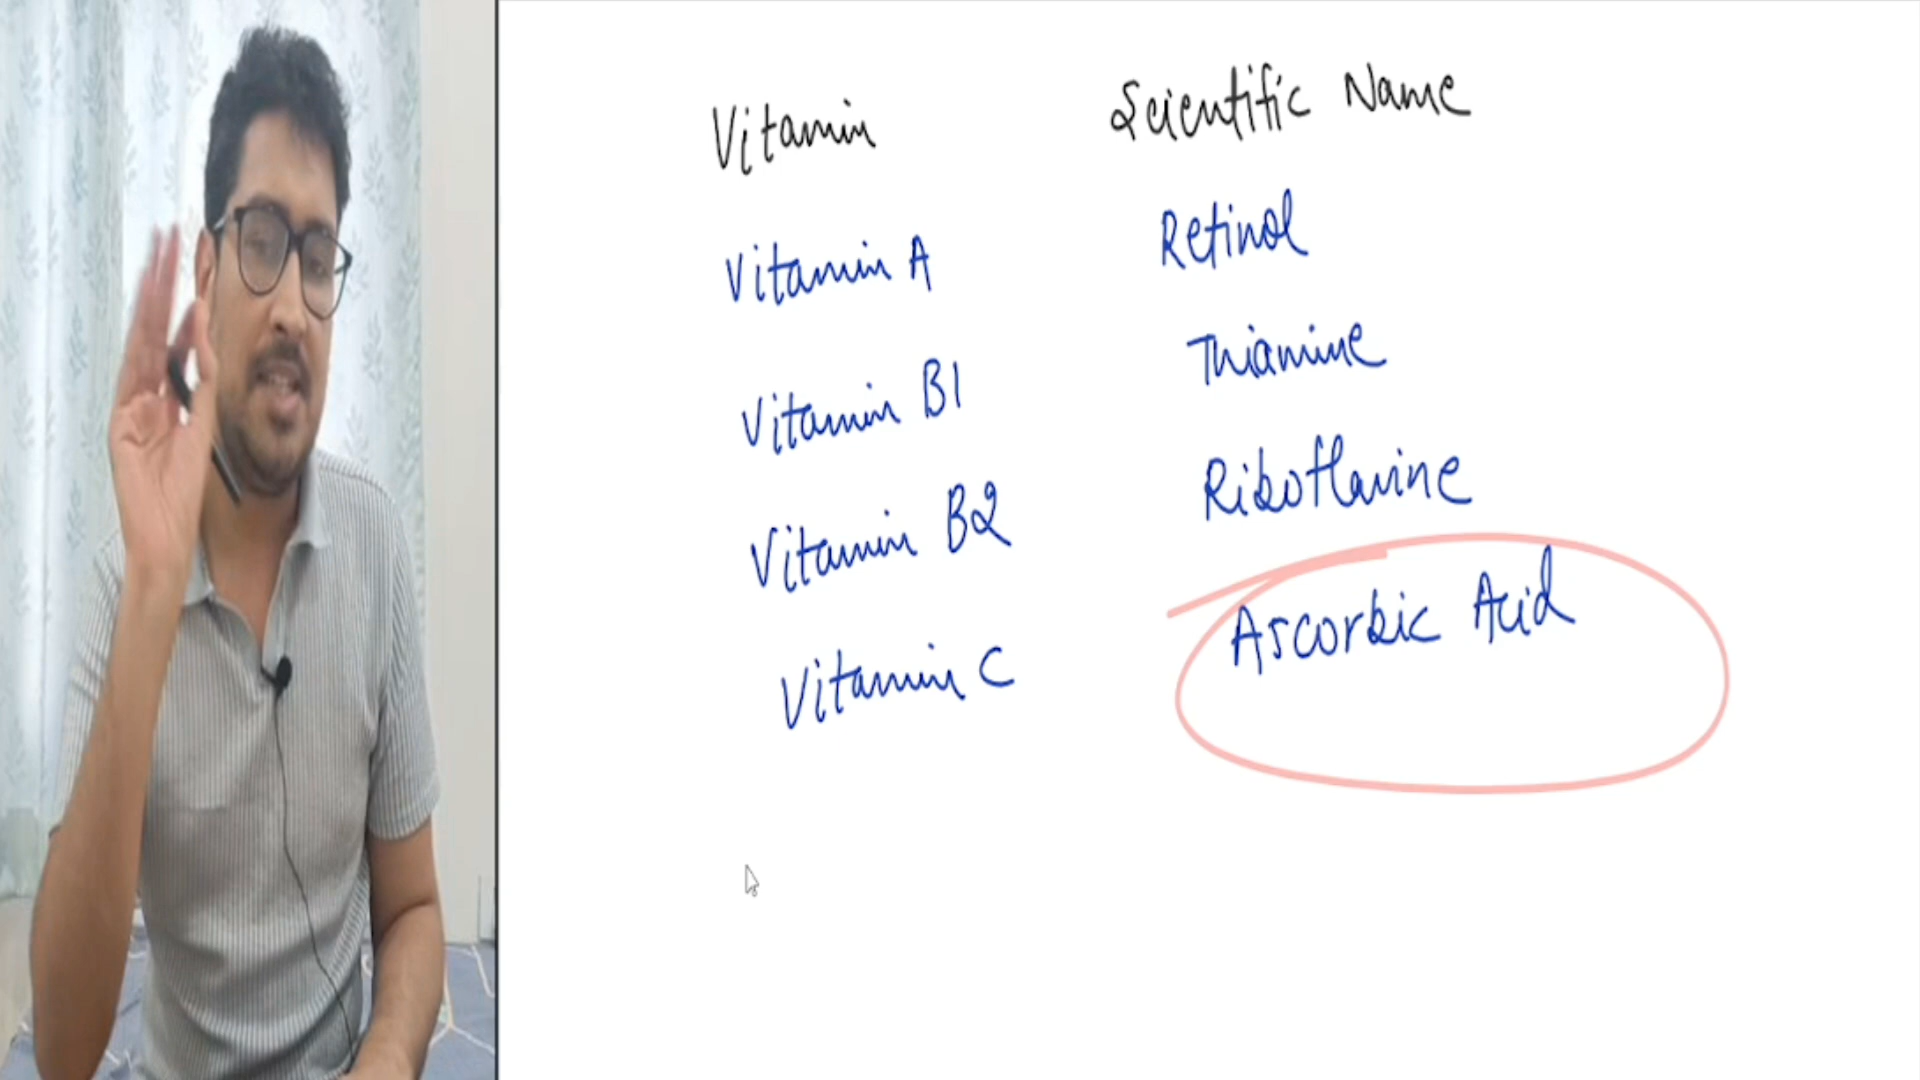 Vitamin Scientific Name
Vitamin A Retinol
Vitamin B1 Thiamine
Vitamin B2 Riboflavine
Vitamin C Ascorbic Acid